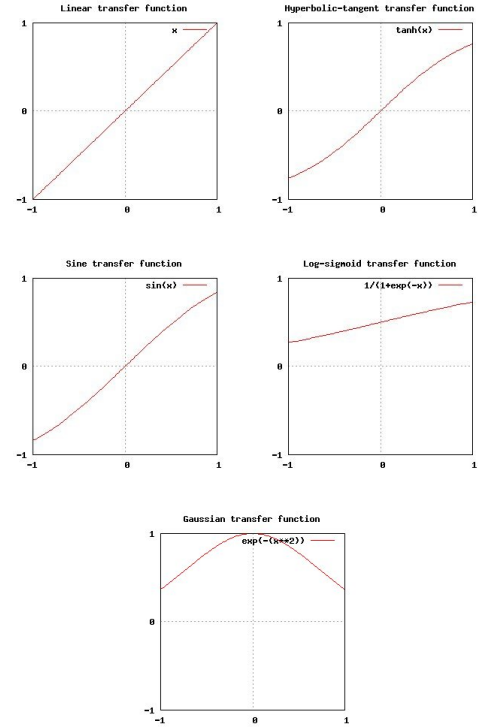 Linear transfer function
x
1
0
-1
-1 0 1
Hyperbolic-tangent transfer function
tanh(x)
1
0
-1
-1 0 1
Sine transfer function
sin(x)
1
0
-1
-1 0 1
Log-sigmoid transfer function
1/(1+exp(-x))
1
0
-1
-1 0 1
Gaussian transfer function
1
exp(-(x**2))
0
-1
-1 0 1